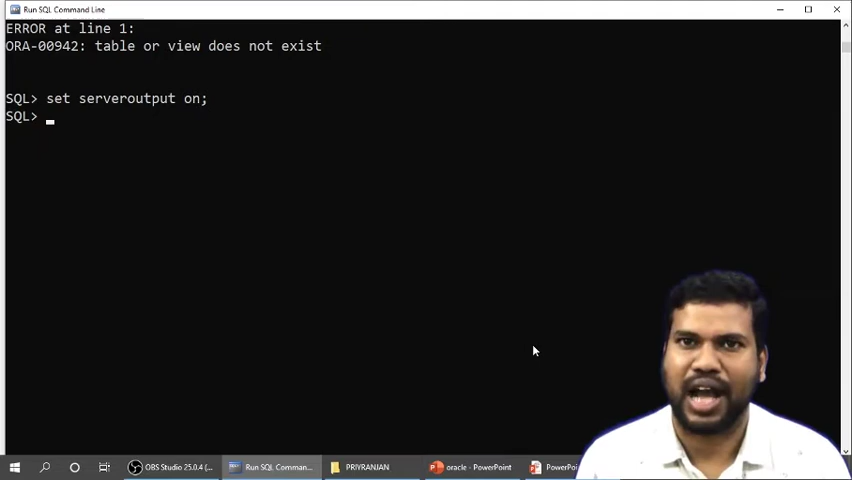 Run SQL Command Line
ERROR at line 1:
ORA-00942: table or view does not exist
SQL> set serveroutput on;
SQL>
OBS Studio 25.0.4 (...
Run SQL Comman...
PRIYRANJAN
oracle - PowerPoint
PowerPoi